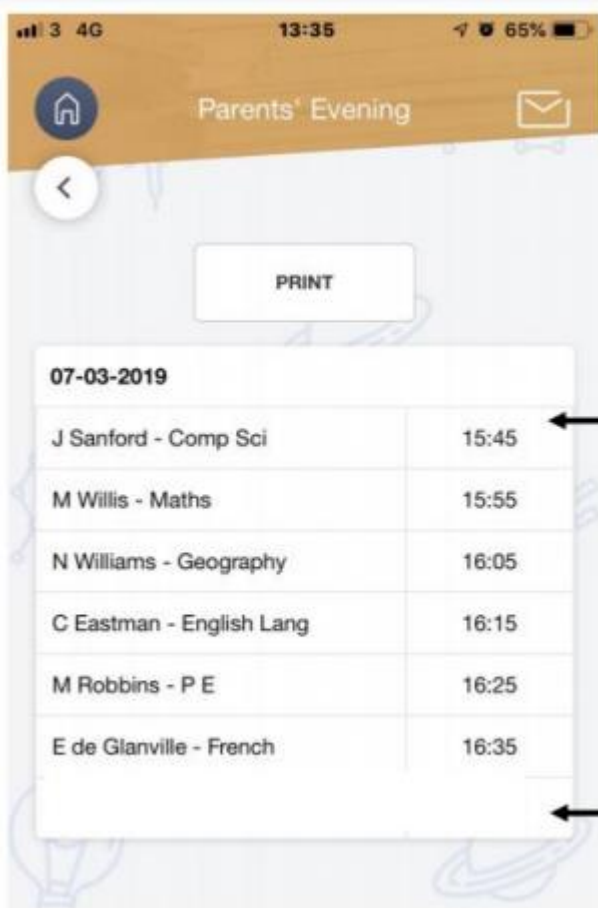 3 4G 13:35 65%
Parents' Evening
PRINT
07-03-2019
J Sanford - Comp Sci 15:45
M Willis - Maths 15:55
N Williams - Geography 16:05
C Eastman - English Lang 16:15
M Robbins - P E 16:25
E de Glanville - French 16:35